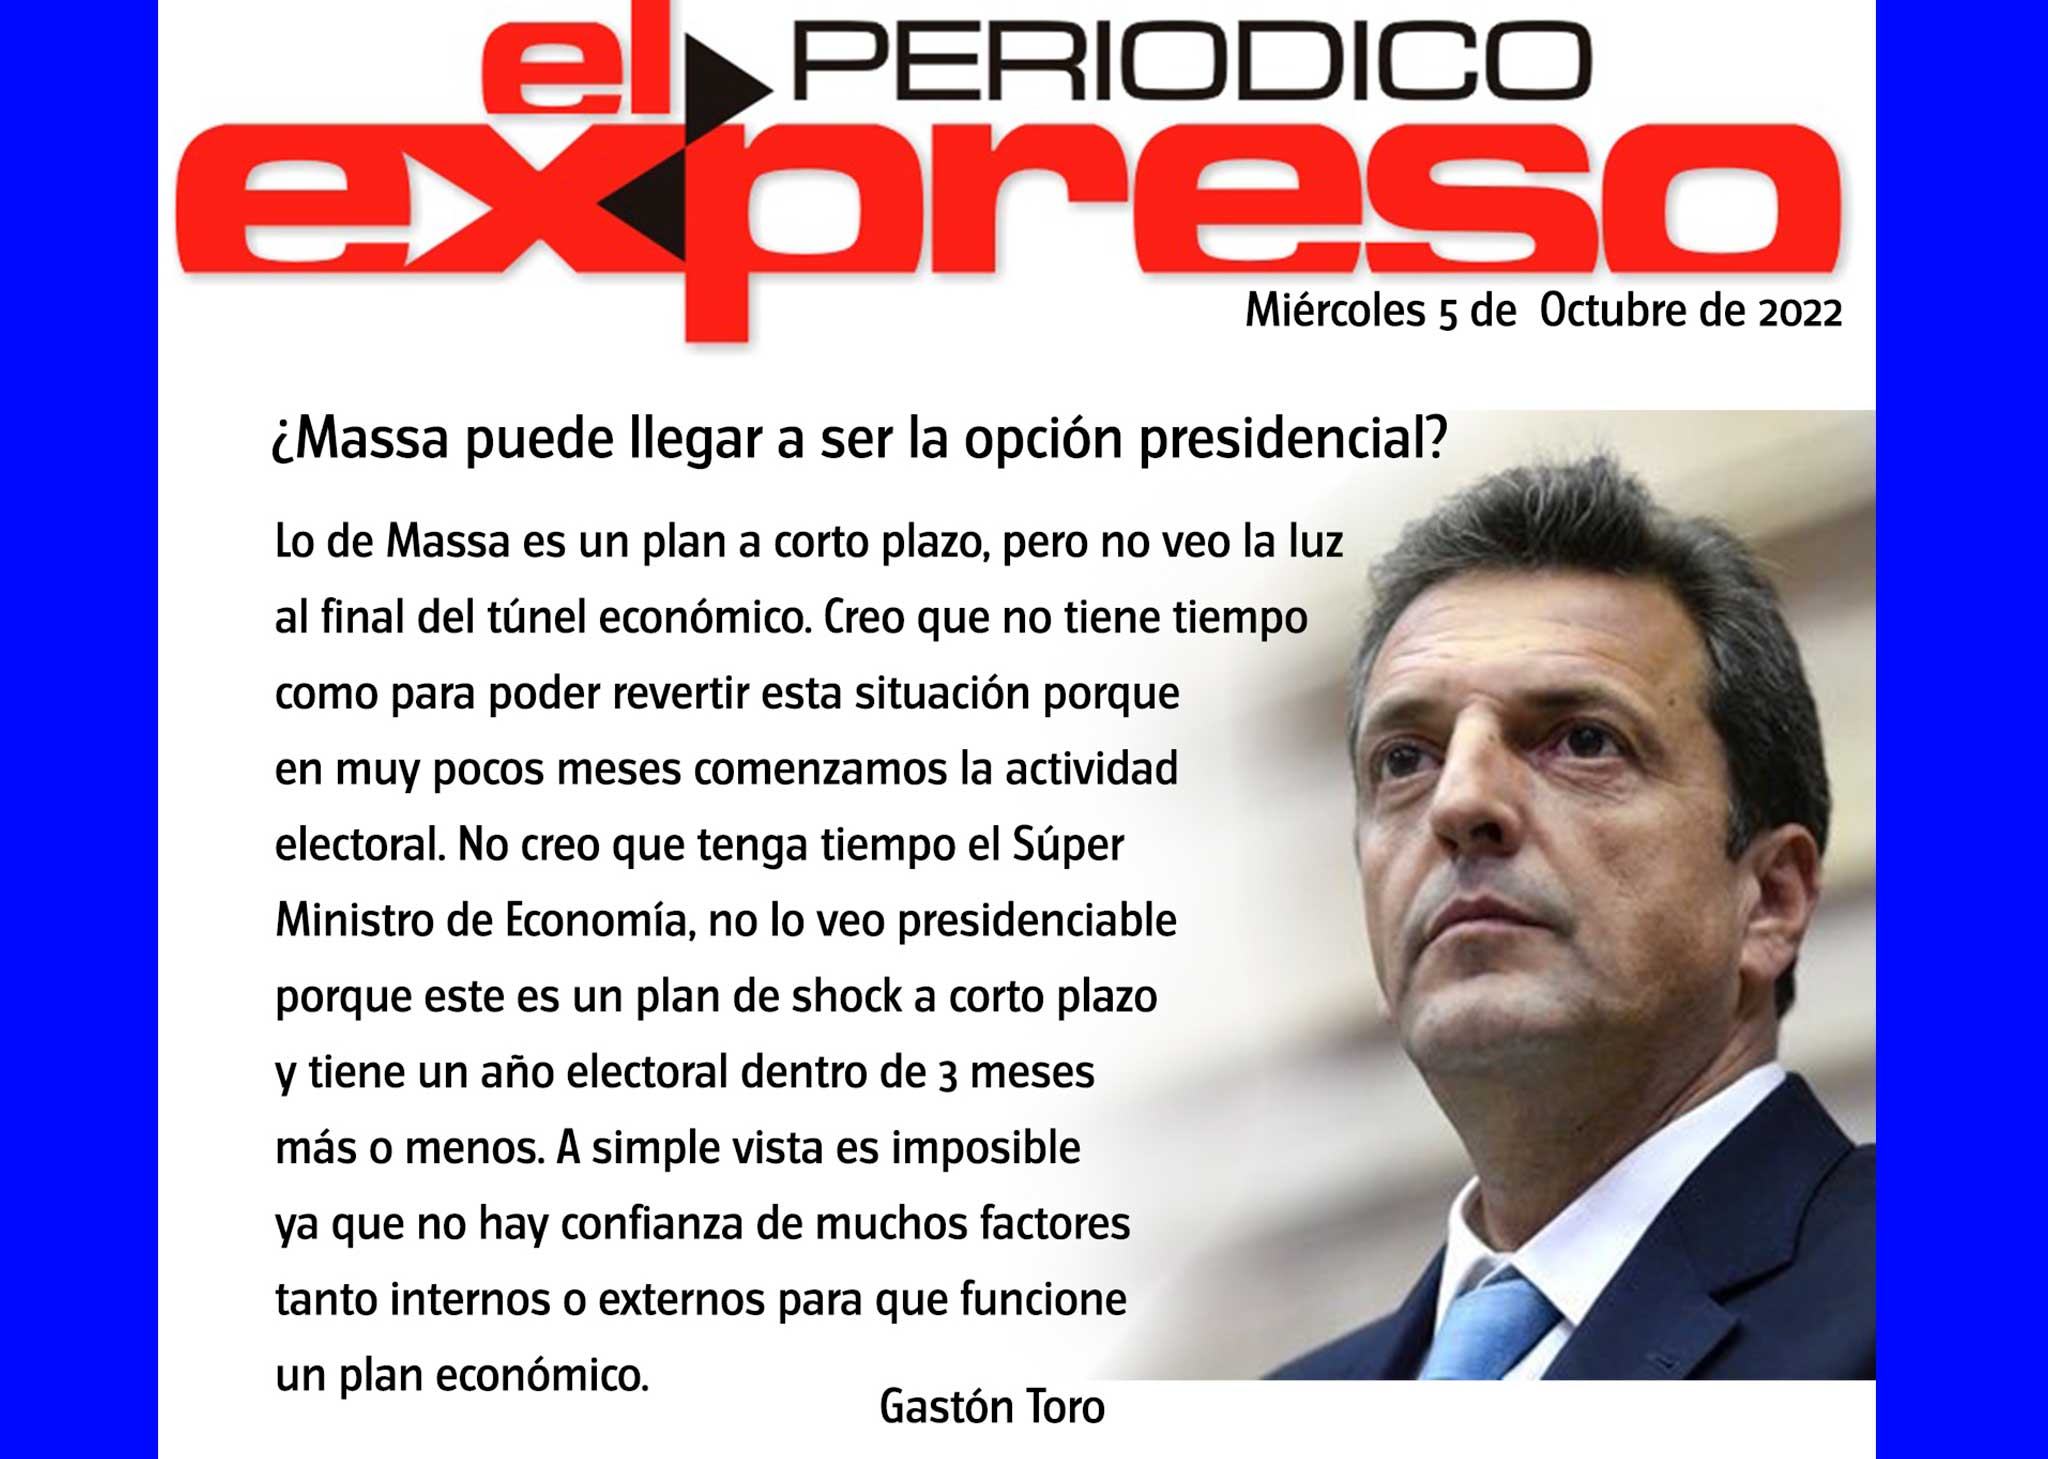 el PERIODICO
expreso
Miércoles 5 de Octubre de 2022
¿Massa puede llegar a ser la opción presidencial?
Lo de Massa es un plan a corto plazo, pero no veo la luz
al final del túnel económico. Creo que no tiene tiempo
como para poder revertir esta situación porque
en muy pocos meses comenzamos la actividad
electoral. No creo que tenga tiempo el Súper
Ministro de Economía, no lo veo presidenciable
porque este es un plan de shock a corto plazo
y tiene un año electoral dentro de 3 meses
más o menos. A simple vista es imposible
ya que no hay confianza de muchos factores
tanto internos o externos para que funcione
un plan económico.
Gastón Toro